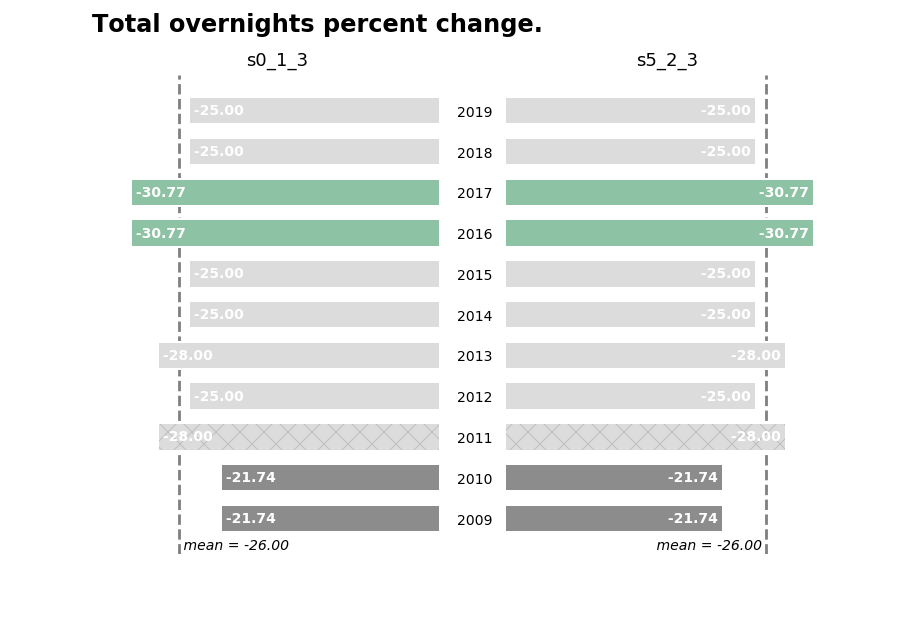 Total overnights percent change.
s0_1_3 s5_2_3
-25.00 2019 -25.00
-25.00 2018 -25.00
-30.77 2017 -30.77
-30.77 2016 -30.77
-25.00 2015 -25.00
-25.00 2014 -25.00
-28.00 2013 -28.00
-25.00 2012 -25.00
-28.00 2011 -28.00
-21.74 2010 -21.74
-21.74 2009 -21.74
mean = -26.00 mean = -26.00